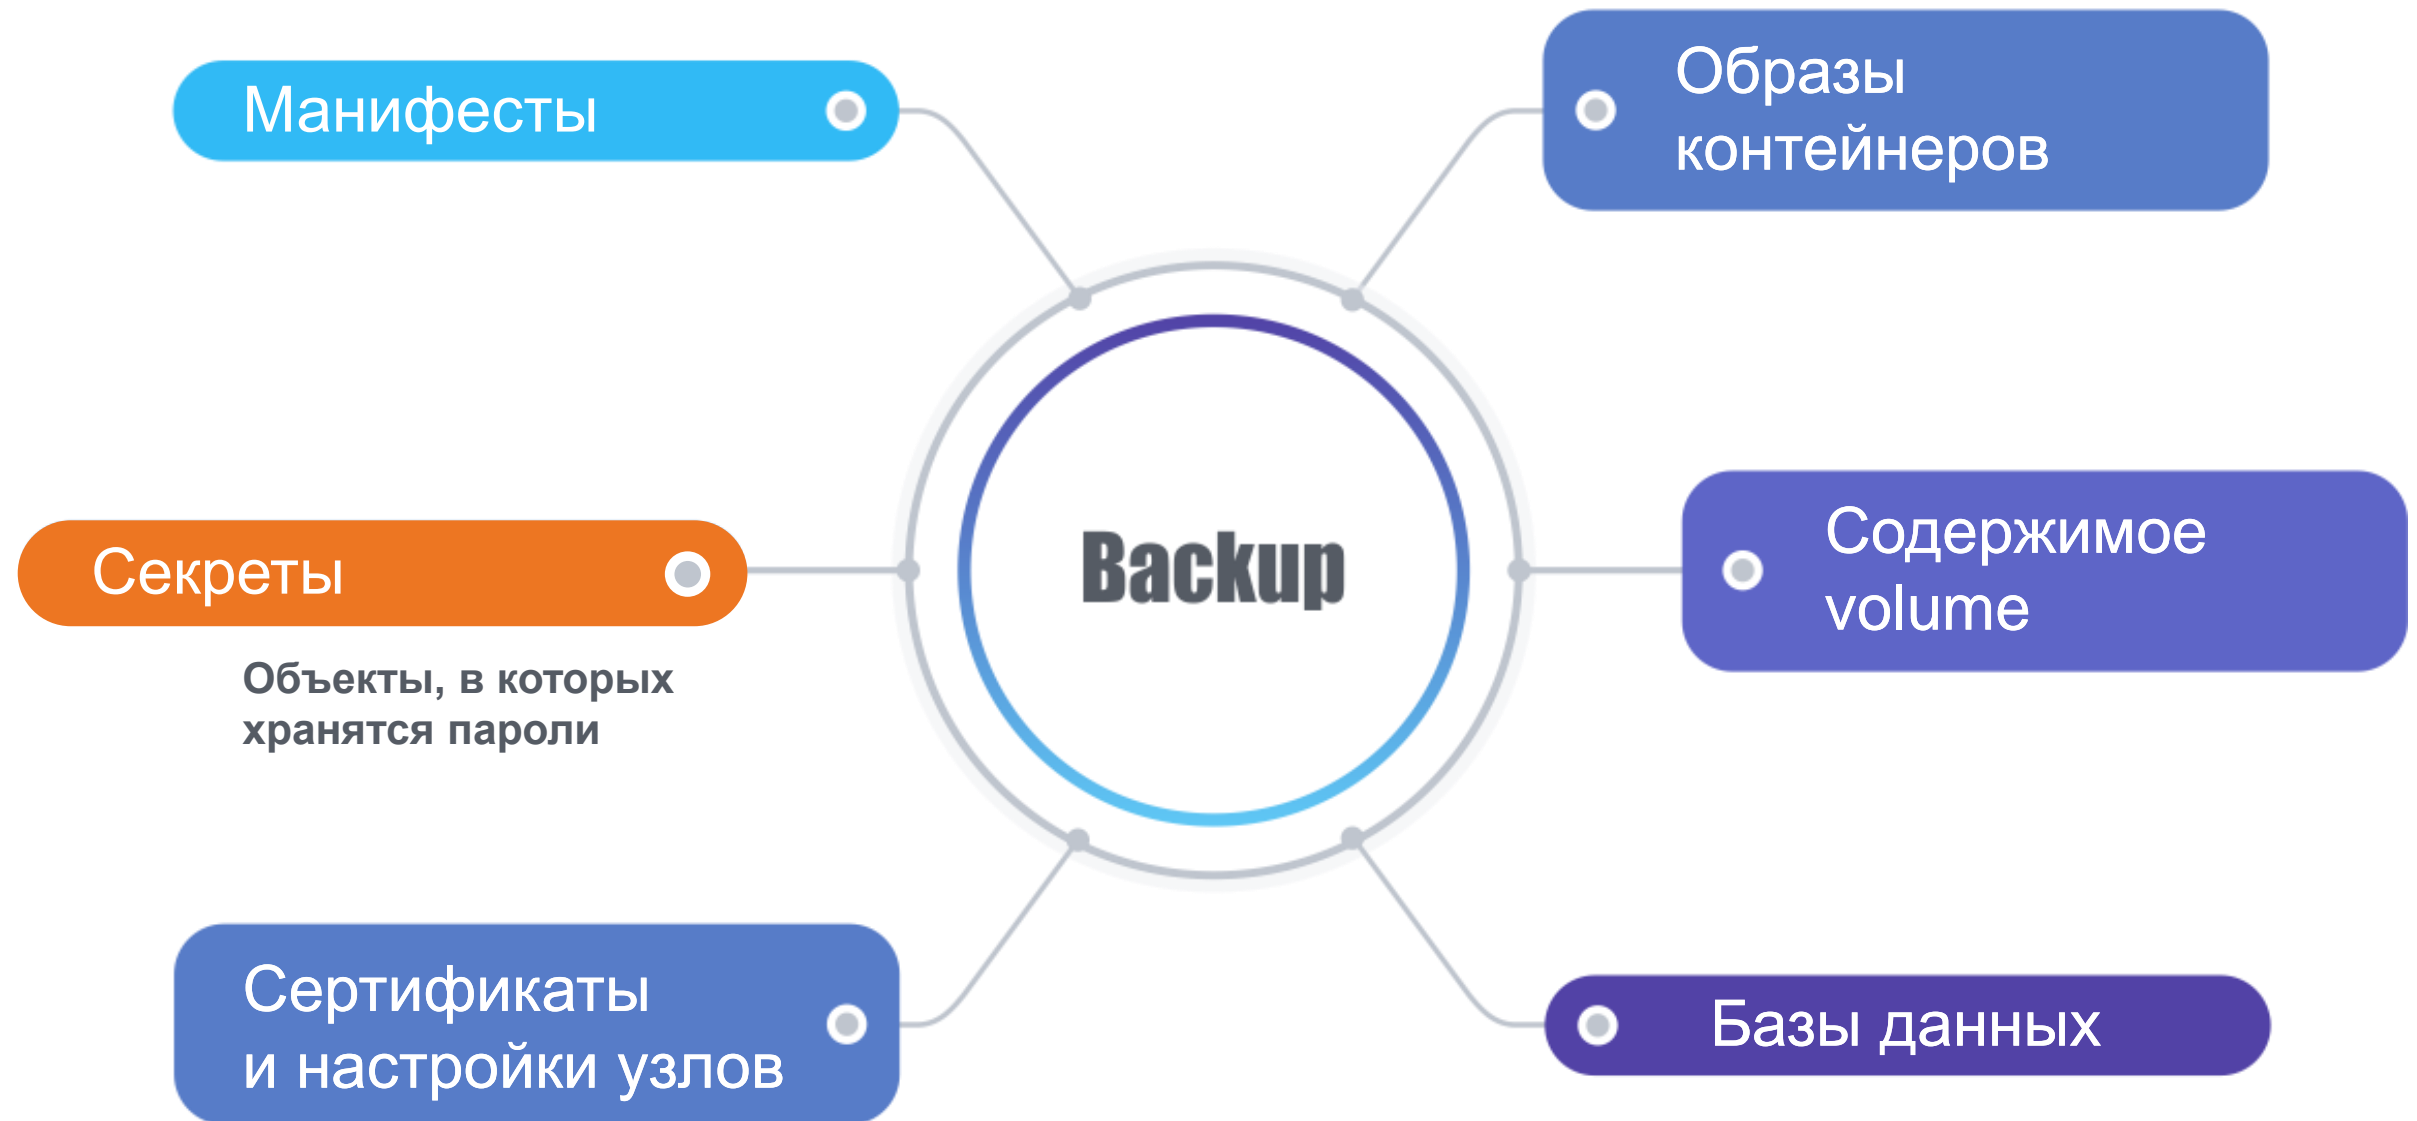 Манифесты
Образы
контейнеров
Секреты
Объекты, в которых
хранятся пароли
Backup
Содержимое
volume
Сертификаты
и настройки узлов
Базы данных